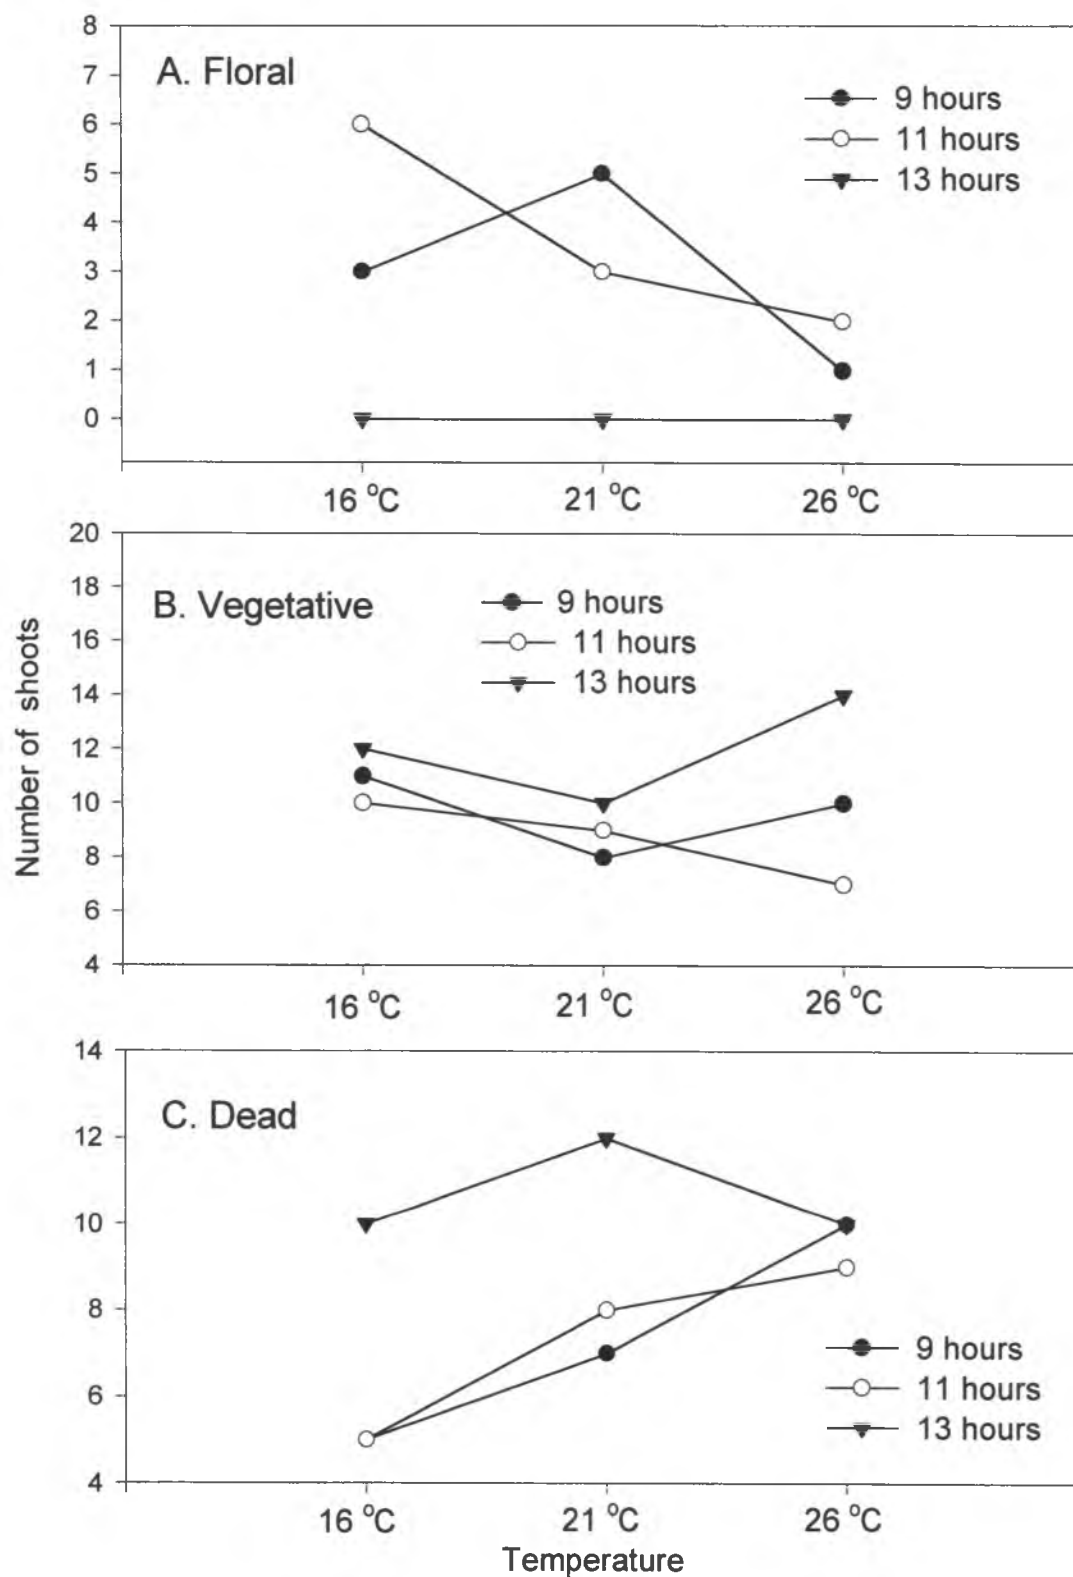 8
A. Floral
7
9 hours
6
11 hours
5
13 hours
4
3
2
1
0
16 °C
21 °C
26 °C
20
18
B. Vegetative
9 hours
16
11 hours
14
13 hours
12
10
8
6
4
16 °C
21 °C
26 °C
Number of shoots
14
C. Dead
12
10
8
9 hours
11 hours
6
13 hours
4
16 °C
21 °C
26 °C
Temperature